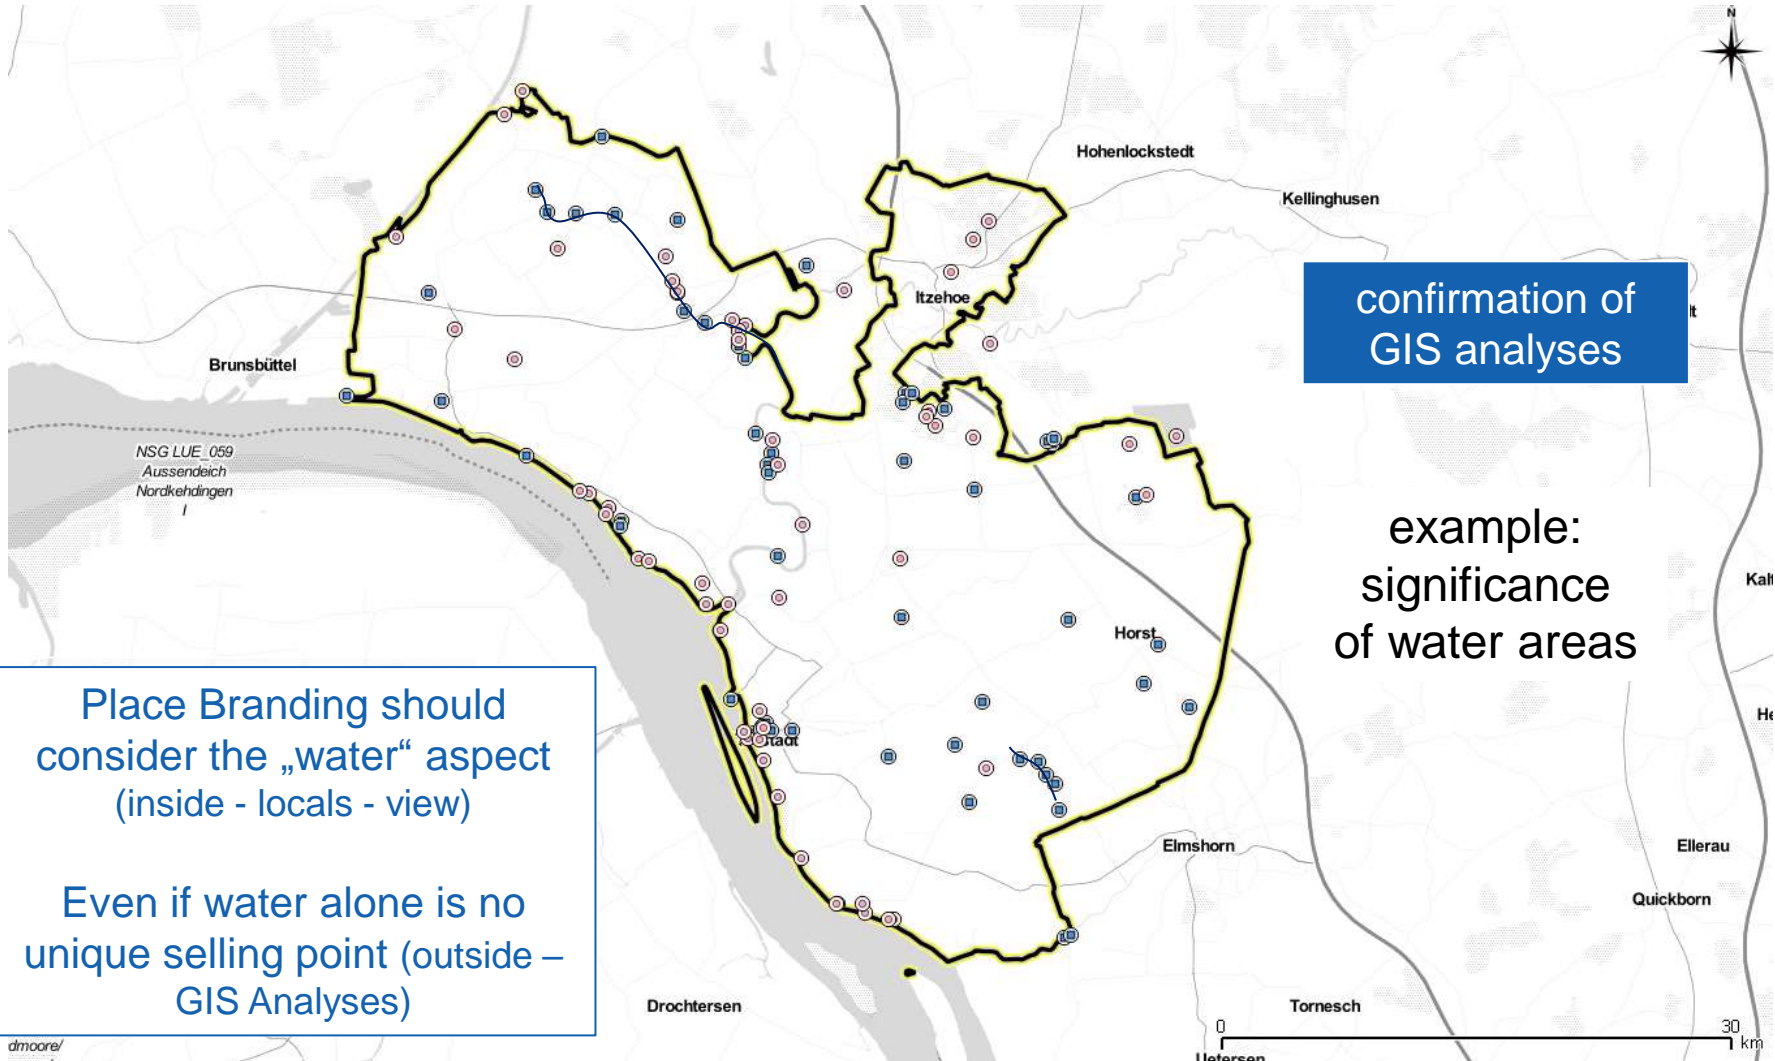 N
Hohenlockstedt
Kellinghusen
Itzehoe
confirmation of
GIS analyses
Brunsbüttel
NSG LUE_059
Aussendeich
Nordkehdingen
I
example:
significance
of water areas
Horst
Place Branding should
consider the „water“ aspect
(inside - locals - view)
Even if water alone is no
unique selling point (outside –
GIS Analyses)
Elmshorn
Ellerau
Quickborn
Drochtersen
Tornesch
0 30
km
Uetersen
dmoore/